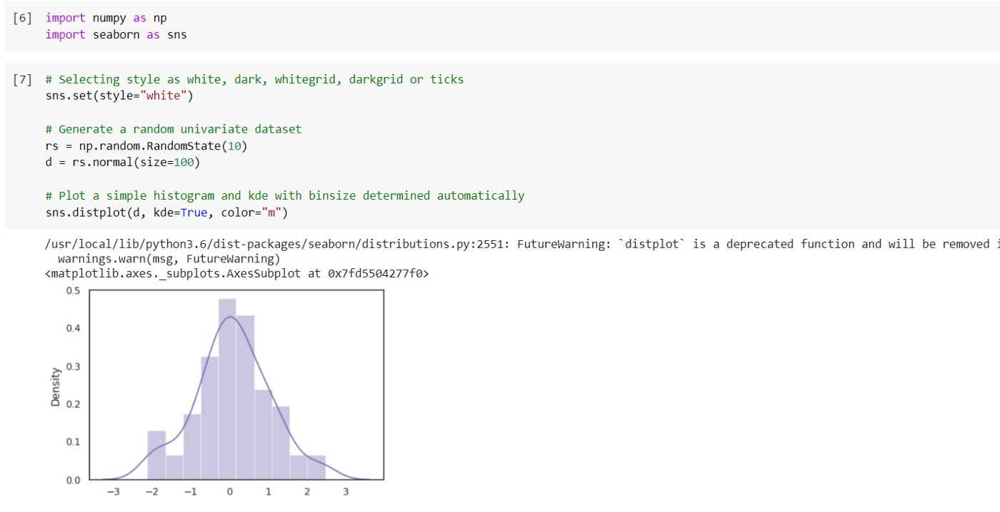 [6] import numpy as np
import seaborn as sns
[7] # Selecting style as white, dark, whitegrid, darkgrid or ticks
sns.set(style="white")
# Generate a random univariate dataset
rs = np.random.RandomState(10)
d = rs.normal(size=100)
# Plot a simple histogram and kde with binsize determined automatically
sns.distplot(d, kde=True, color="m")
/usr/local/lib/python3.6/dist-packages/seaborn/distributions.py:2551: FutureWarning: `distplot` is a deprecated function and will be removed
warnings.warn(msg, FutureWarning)
<matplotlib.axes._subplots.AxesSubplot at 0x7fd5504277f0>
0.5
0.4
0.3
0.2
0.1
0.0
Density
−3 −2 −1 0 1 2 3